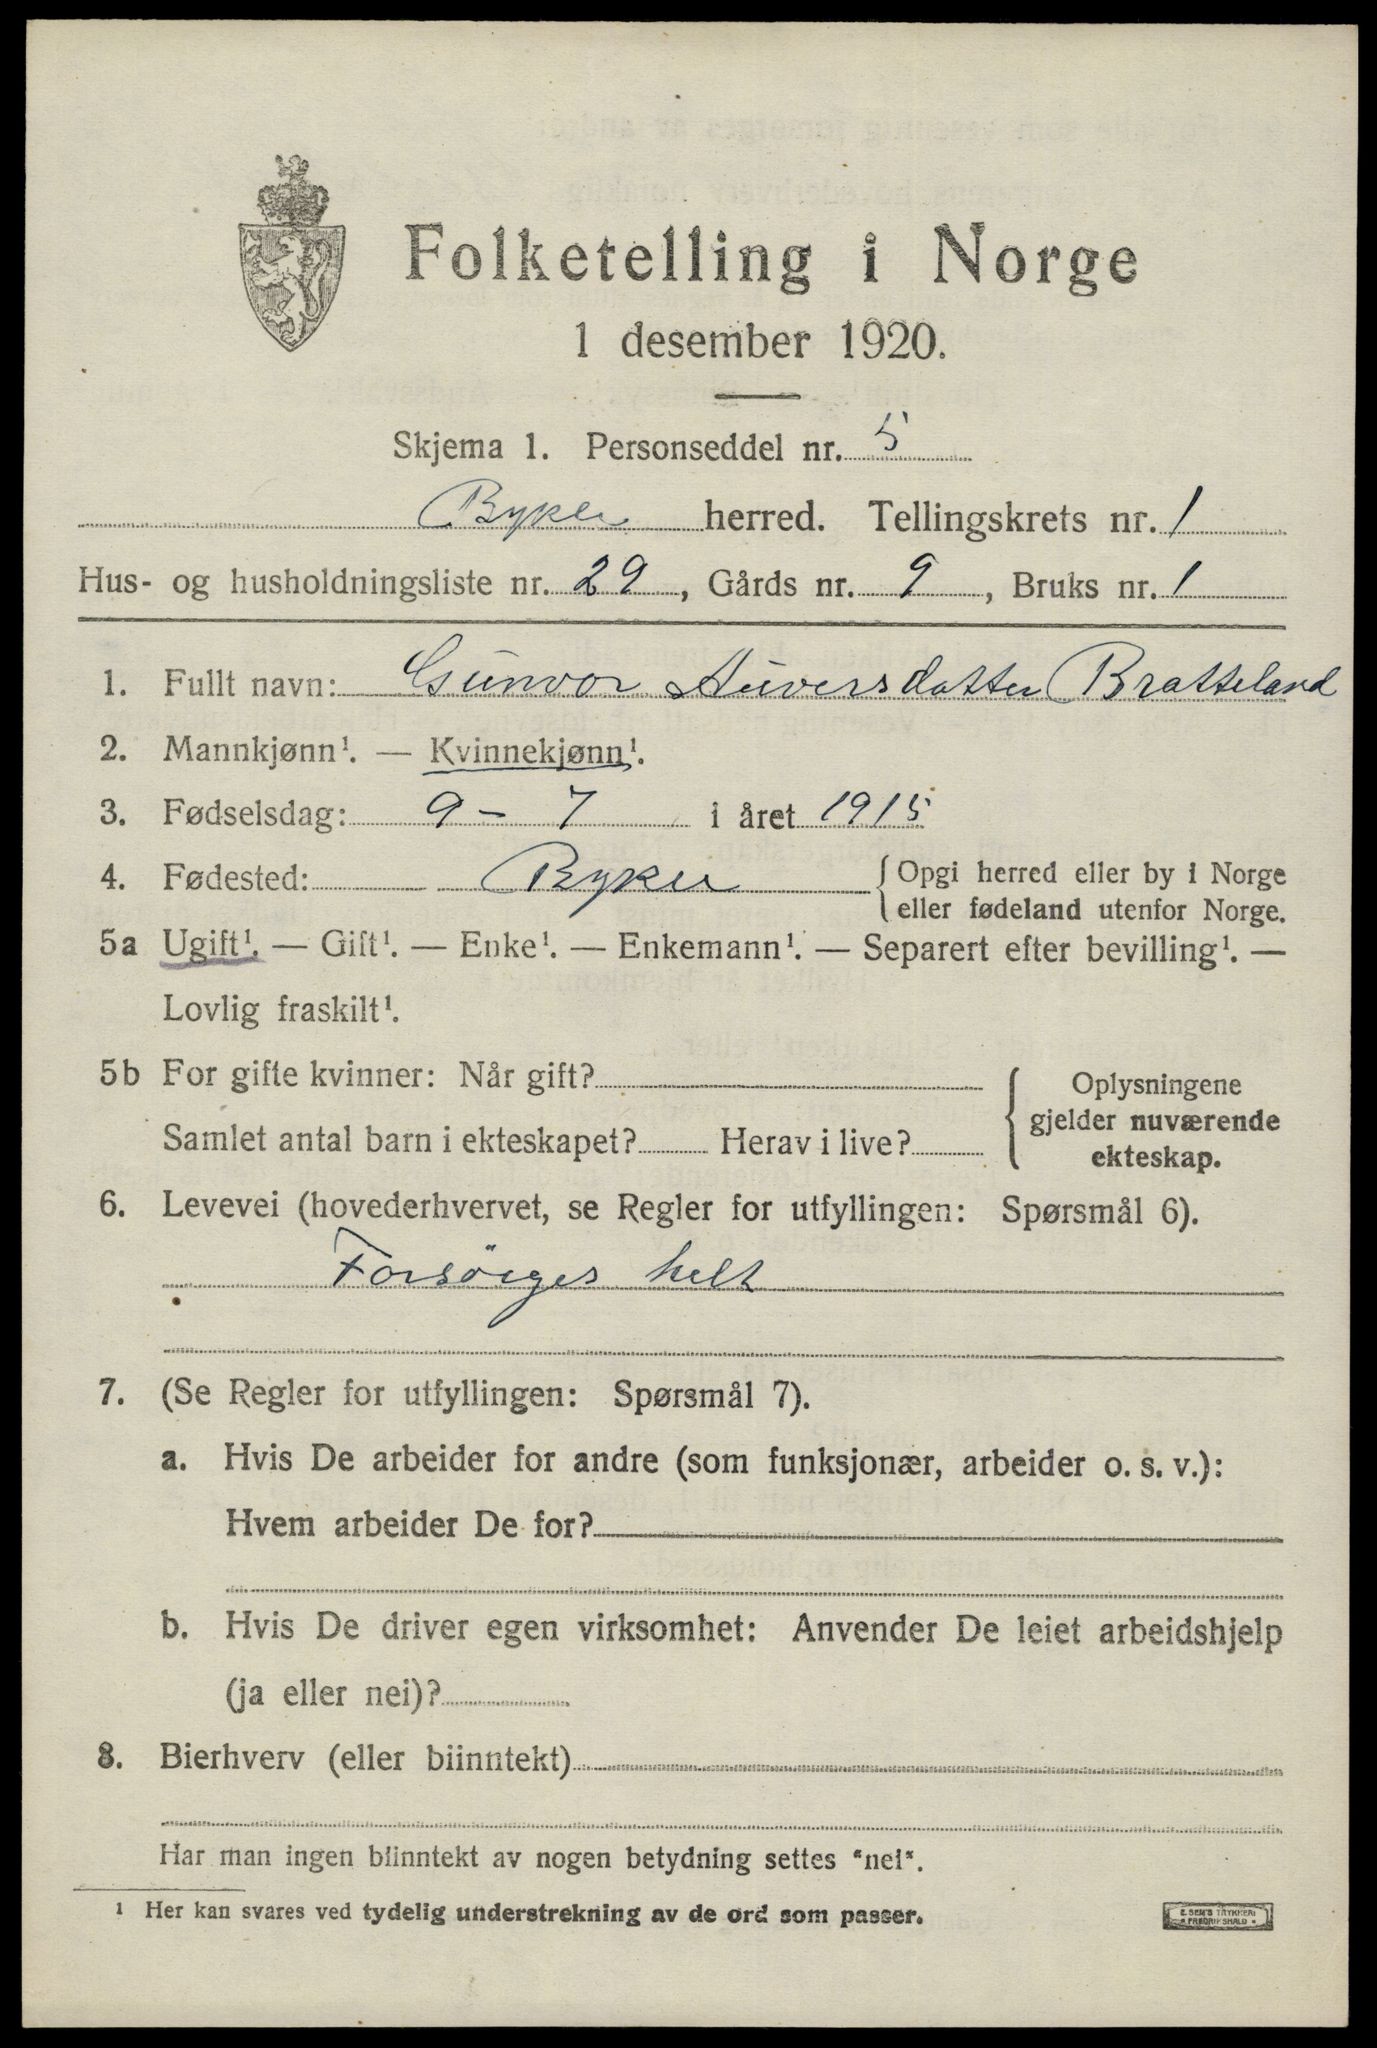 Folketelling i Norge
1 desember 1920.
Skjema 1. Personseddel nr. 5
Bykle herred. Tellingskrets nr. 1
Hus- og husholdningsliste nr. 29, Gårds nr. 9, Bruks nr. 1
1. Fullt navn: Gunvor Auversdatter Bratteland
2. Mannkjønn¹. — Kvinnekjønn¹.
3. Fødselsdag: 9 – 7 i året 1915
4. Fødested: Bykle { Opgi herred eller by i Norge
eller fødeland utenfor Norge.
5a Ugift¹. — Gift¹. — Enke¹. — Enkemann¹. — Separert efter bevilling¹. —
Lovlig fraskilt¹.
5b For gifte kvinner: Når gift?
Samlet antal barn i ekteskapet? Herav i live?
{ Oplysningene
gjelder nuværende
ekteskap.
6. Levevei (hovederhvervet, se Regler for utfyllingen: Spørsmål 6).
Forsörges helt
7. (Se Regler for utfyllingen: Spørsmål 7).
a. Hvis De arbeider for andre (som funksjonær, arbeider o. s. v.):
Hvem arbeider De for?
b. Hvis De driver egen virksomhet: Anvender De leiet arbeidshjelp
(ja eller nei)?
8. Bierhverv (eller biinntekt)
Har man ingen biinntekt av nogen betydning settes "nei".
¹ Her kan svares ved tydelig understrekning av de ord som passer.
E. SEM'S TRYKKERI
FREDRIKSHALD